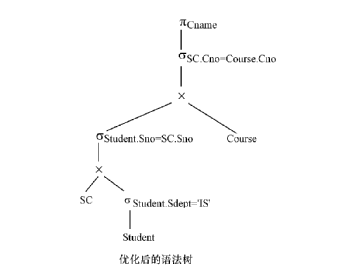 πCname
σSC.Cno=Course.Cno
×
σStudent.Sno=SC.Sno
Course
×
SC
σStudent.Sdept='IS'
Student
优化后的语法树